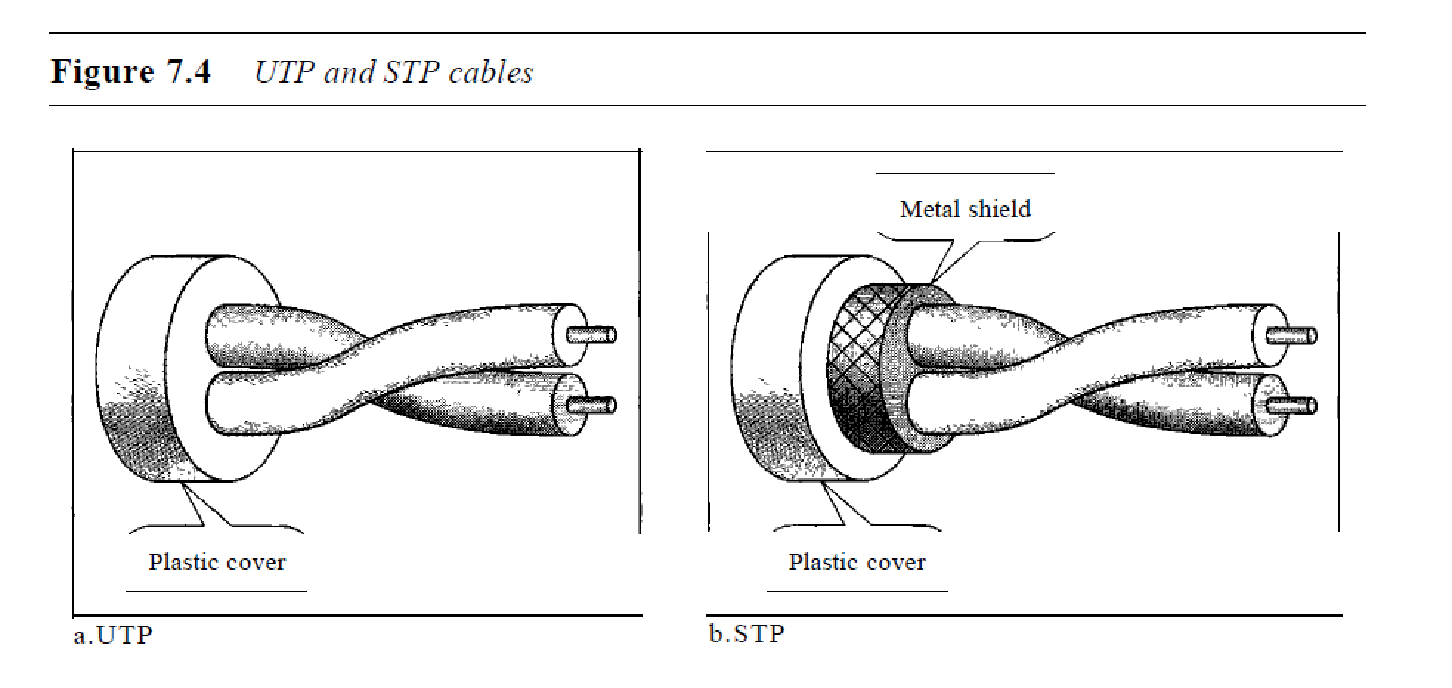 Figure 7.4 UTP and STP cables
Metal shield
Plastic cover
Plastic cover
a.UTP
b.STP